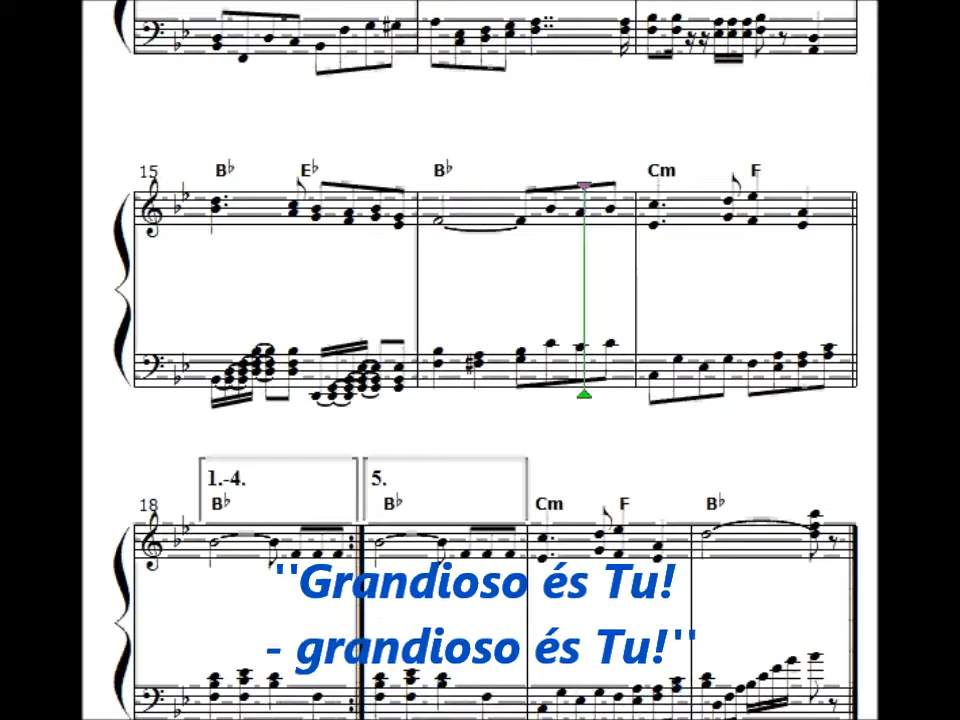 15 B♭ E♭ B♭ Cm F
1.-4. 5.
18 B♭ B♭ Cm F B♭
"Grandioso és Tu!
- grandioso és Tu!"